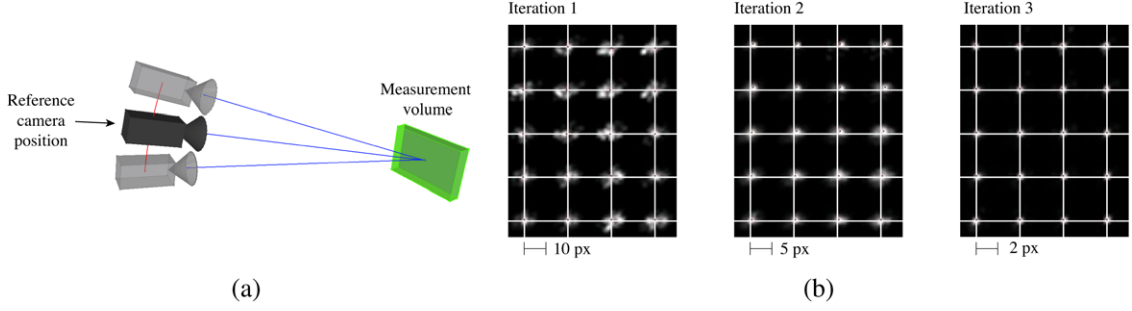 Reference
camera
position
Measurement
volume
(a)
Iteration 1
Iteration 2
Iteration 3
10 px
5 px
2 px
(b)